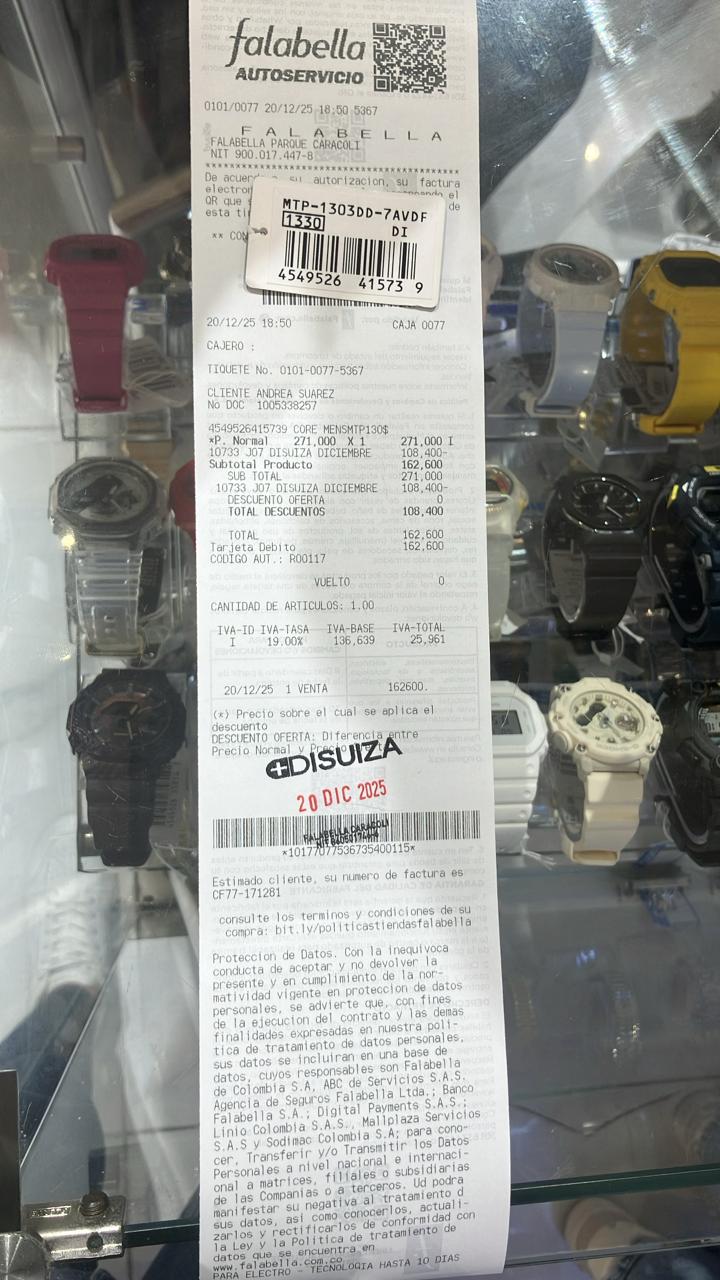 falabella
AUTOSERVICIO
0101/0077 20/12/25 18:50 5367
F A L A B E L L A
FALABELLA PARQUE CARACOLI
NIT 900.017.447-8
De acuerdo su autorizacion, su factura
QR que
esta
** CON
MTP-1303DD-7AVDF
1330 DI
4549526 41573 9
20/12/25 18:50 CAJA 0077
CAJERO :
TIQUETE No. 0101-0077-5367
CLIENTE ANDREA SUAREZ
No DOC 1005338257
4549526415739 CORE MENSMTP130$
*P. Normal 271,000 X 1 271,000 I
10733 J07 DISUIZA DICIEMBRE 108,400-
Subtotal Producto 162,600
SUB TOTAL 271,000
10733 J07 DISUIZA DICIEMBRE 108,400-
DESCUENTO OFERTA 0
TOTAL DESCUENTOS 108,400
TOTAL 162,600
Tarjeta Debito 162,600
CODIGO AUT.: R00117
VUELTO 0
CANTIDAD DE ARTICULOS: 1.00
IVA-ID IVA-TASA IVA-BASE IVA-TOTAL
I 19.00% 136,639 25,961
20/12/25 1 VENTA 162600.
(*) Precio sobre el cual se aplica el
descuento
DESCUENTO OFERTA: Diferencia entre
Precio Normal y Precio
DISUIZA
20 DIC 2025
FALABELLA CARACOLI
*10177077536735400115*
Estimado cliente, su numero de factura es
CF77-171281
consulte los terminos y condiciones de su
compra: bit.ly/politicastiendasfalabella
Proteccion de Datos. Con la inequivoca
conducta de aceptar y no devolver la
presente y en cumplimiento de la nor-
matividad vigente en proteccion de datos
personales, se advierte que, con fines
de la ejecucion del contrato y las demas
finalidades expresadas en nuestra poli-
tica de tratamiento de datos personales,
sus datos se incluiran en una base de
datos, cuyos responsables son Falabella
de Colombia S.A, ABC de Servicios S.A.S.
Agencia de Seguros Falabella Ltda.; Banco
Falabella S.A.; Digital Payments S.A.S.;
Linio Colombia S.A.S., Mallplaza Servicios
S.A.S y Sodimac Colombia S.A; para cono-
cer, Transferir y/o Transmitir los Datos
Personales a nivel nacional e internaci-
onal a matrices, filiales o subsidiarias
de las Companias o a terceros. Ud podra
manifestar su negativa al tratamiento d
sus datos, asi como conocerlos, actuali-
zarlos y rectificarlos de conformidad con
la Ley y la Politica de tratamiento de
datos que se encuentra en
www.falabella.com.co
PARA ELECTRO - TECNOLOGIA HASTA 10 DIAS